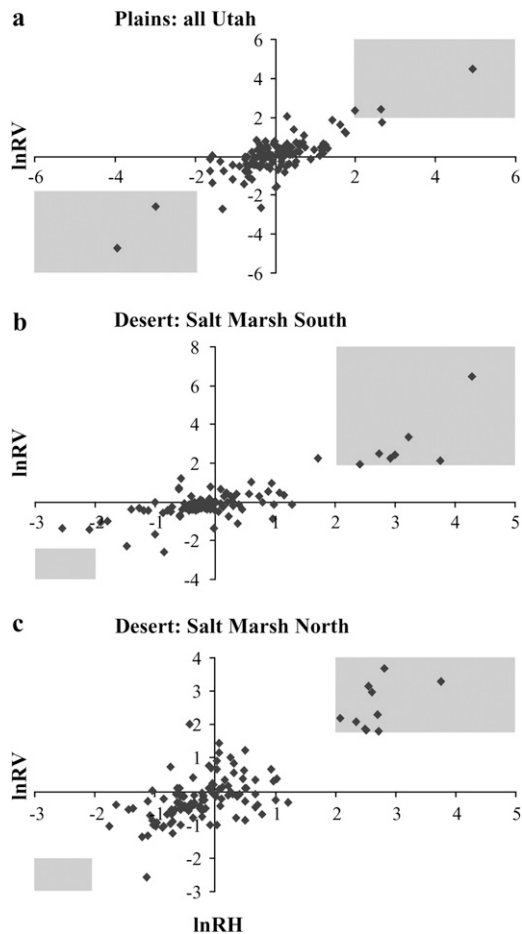 a Plains: all Utah
6
4
2
lnRV
-6 -4 -2 2 4 6
-2
-4
-6
b Desert: Salt Marsh South
8
6
4
lnRV
2
-3 -2 -1 1 2 3 4 5
-2
-4
c Desert: Salt Marsh North
4
3
2
lnRV
1
-3 -2 -1 1 2 3 4 5
-1
-2
-3
lnRH